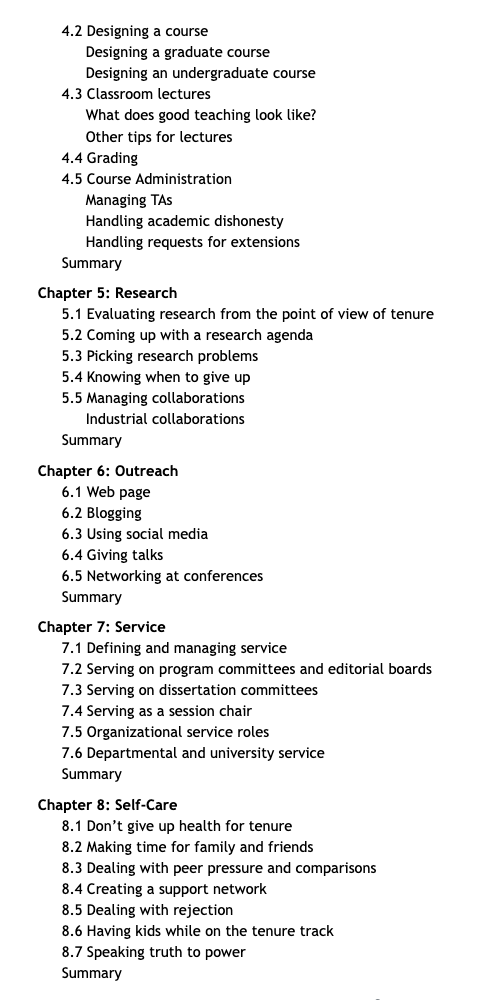 4.2 Designing a course
Designing a graduate course
Designing an undergraduate course
4.3 Classroom lectures
What does good teaching look like?
Other tips for lectures
4.4 Grading
4.5 Course Administration
Managing TAs
Handling academic dishonesty
Handling requests for extensions
Summary
Chapter 5: Research
5.1 Evaluating research from the point of view of tenure
5.2 Coming up with a research agenda
5.3 Picking research problems
5.4 Knowing when to give up
5.5 Managing collaborations
Industrial collaborations
Summary
Chapter 6: Outreach
6.1 Web page
6.2 Blogging
6.3 Using social media
6.4 Giving talks
6.5 Networking at conferences
Summary
Chapter 7: Service
7.1 Defining and managing service
7.2 Serving on program committees and editorial boards
7.3 Serving on dissertation committees
7.4 Serving as a session chair
7.5 Organizational service roles
7.6 Departmental and university service
Summary
Chapter 8: Self-Care
8.1 Don’t give up health for tenure
8.2 Making time for family and friends
8.3 Dealing with peer pressure and comparisons
8.4 Creating a support network
8.5 Dealing with rejection
8.6 Having kids while on the tenure track
8.7 Speaking truth to power
Summary